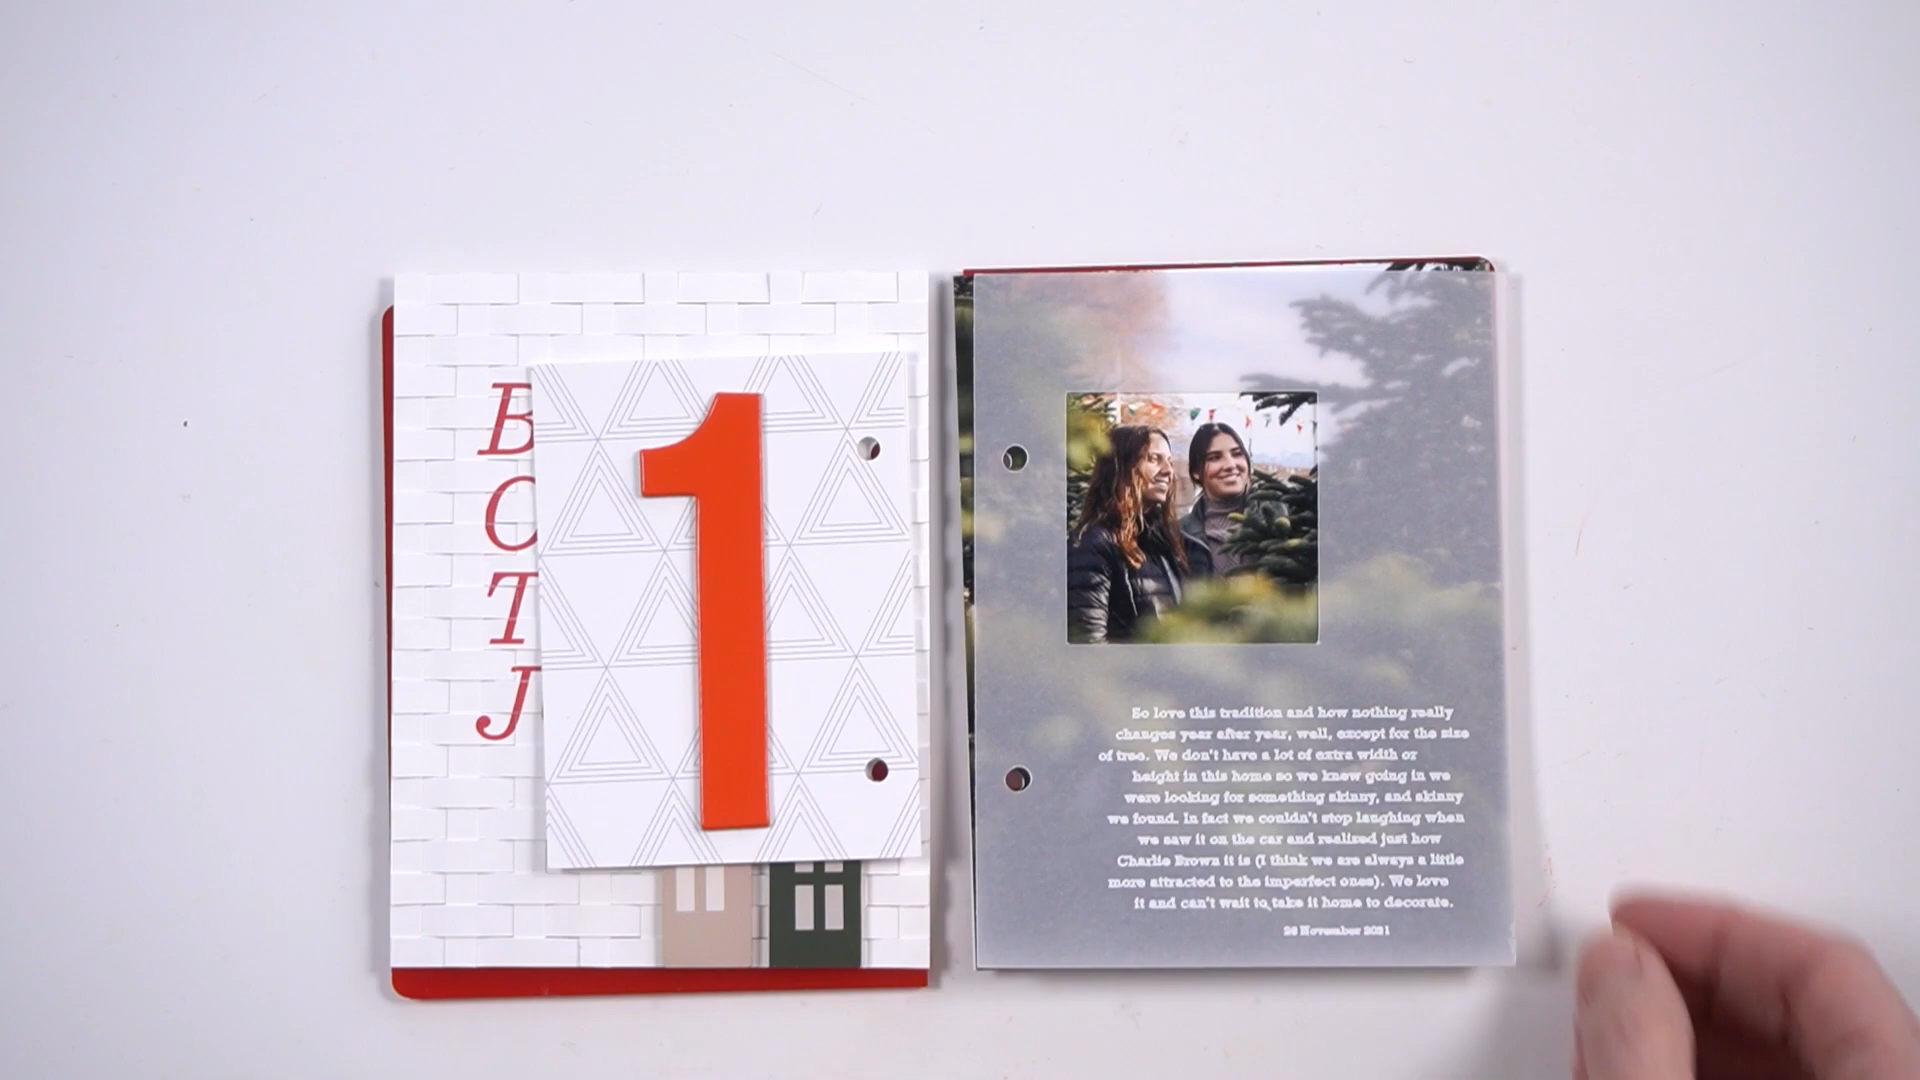 B
O
T
J
1
So love this tradition and how nothing really
changes year after year, well, except for the size
of tree. We don't have a lot of extra width or
height in this home so we knew going in we
were looking for something skinny, and skinny
we found. In fact we couldn't stop laughing when
we saw it on the car and realized just how
Charlie Brown it is (I think we are always a little
more attracted to the imperfect ones). We love
it and can't wait to take it home to decorate.
26 November 2021